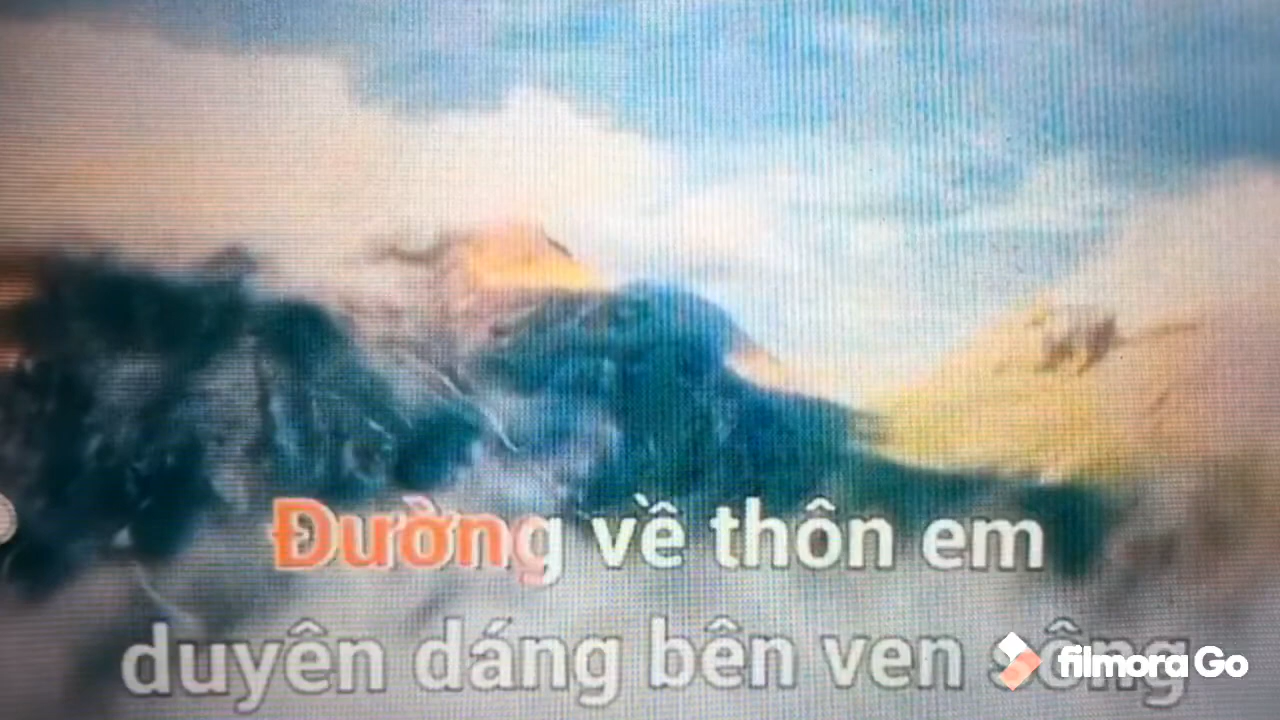 Đường về thôn em
duyên dáng bên ven sông
filmora Go